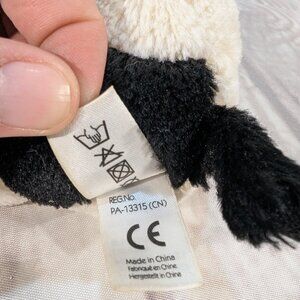 REG.No.
PA-13315 (CN)
CE
Made in China
Fabriqué en Chine
Hergestellt in China